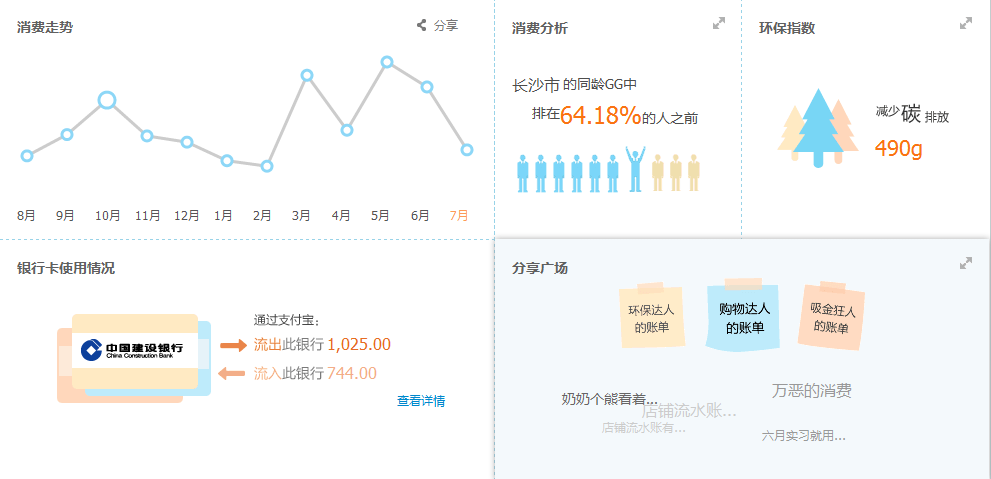 消费走势
分享
8月 9月 10月 11月 12月 1月 2月 3月 4月 5月 6月 7月
消费分析
长沙市 的同龄GG中
排在64.18%的人之前
环保指数
减少碳 排放
490g
银行卡使用情况
中国建设银行
China Construction Bank
通过支付宝：
流出此银行 1,025.00
流入此银行 744.00
查看详情
分享广场
环保达人
的账单
购物达人
的账单
吸金狂人
的账单
万恶的消费
奶奶个熊看着...
店铺流水账...
店铺流水账有...
六月实习就用...